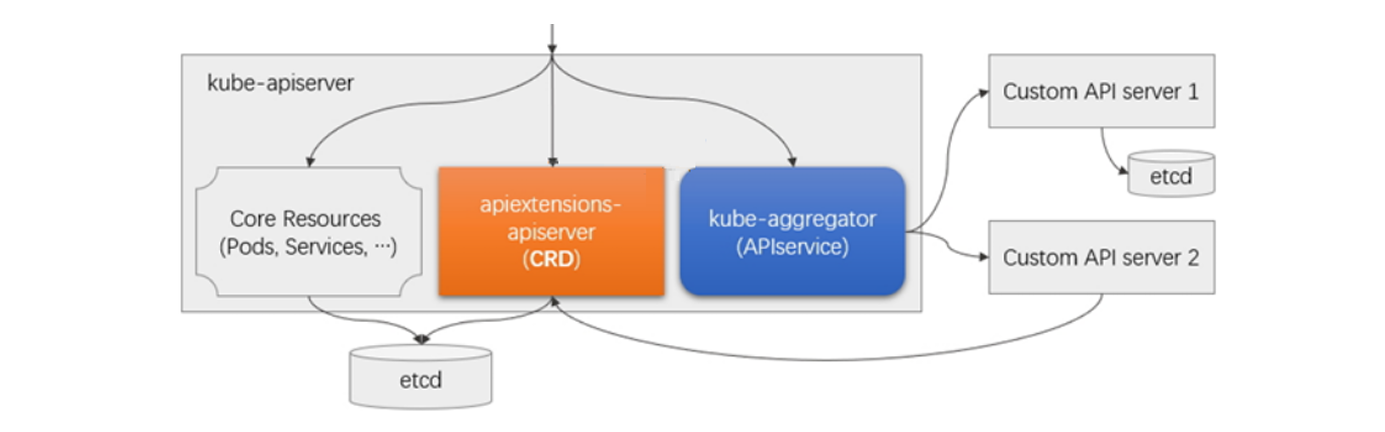 kube-apiserver
Core Resources
(Pods, Services, ···)
apiextensions-
apiserver
(CRD)
kube-aggregator
(APIservice)
Custom API server 1
etcd
Custom API server 2
etcd